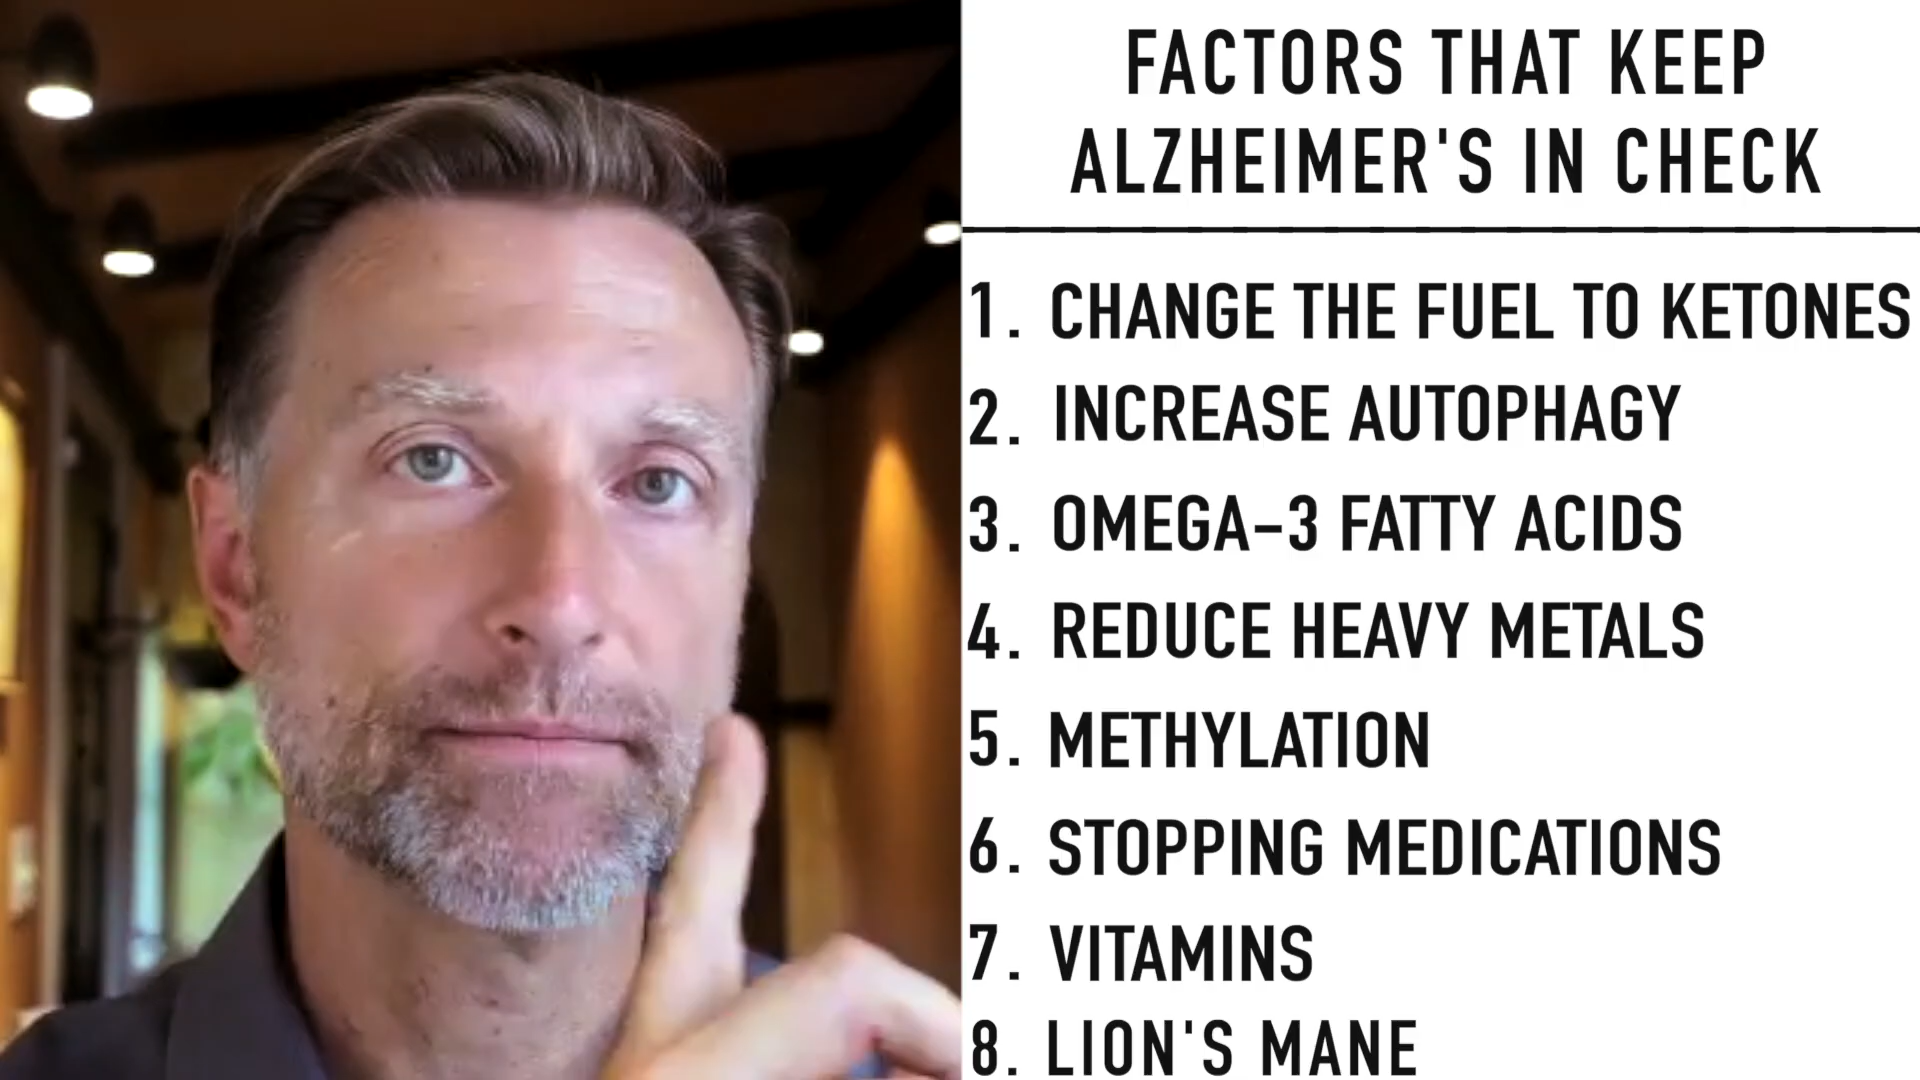 FACTORS THAT KEEP
ALZHEIMER'S IN CHECK
1. CHANGE THE FUEL TO KETONES
2. INCREASE AUTOPHAGY
3. OMEGA-3 FATTY ACIDS
4. REDUCE HEAVY METALS
5. METHYLATION
6. STOPPING MEDICATIONS
7. VITAMINS
8. LION'S MANE